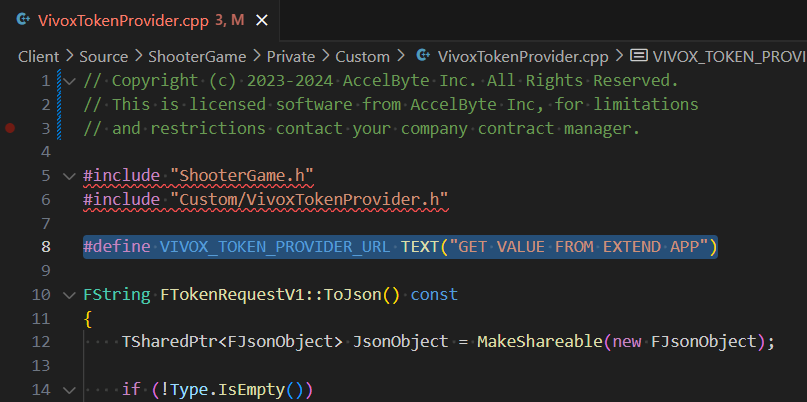 VivoxTokenProvider.cpp 3, M
Client > Source > ShooterGame > Private > Custom > VivoxTokenProvider.cpp > VIVOX_TOKEN_PROVI
1 // Copyright (c) 2023-2024 AccelByte Inc. All Rights Reserved.
2 // This is licensed software from AccelByte Inc, for limitations
3 // and restrictions contact your company contract manager.
4
5 #include "ShooterGame.h"
6 #include "Custom/VivoxTokenProvider.h"
7
8 #define VIVOX_TOKEN_PROVIDER_URL TEXT("GET VALUE FROM EXTEND APP")
9
10 FString FTokenRequestV1::ToJson() const
11 {
12 TSharedPtr<FJsonObject> JsonObject = MakeShareable(new FJsonObject);
13
14 if (!Type.IsEmpty())